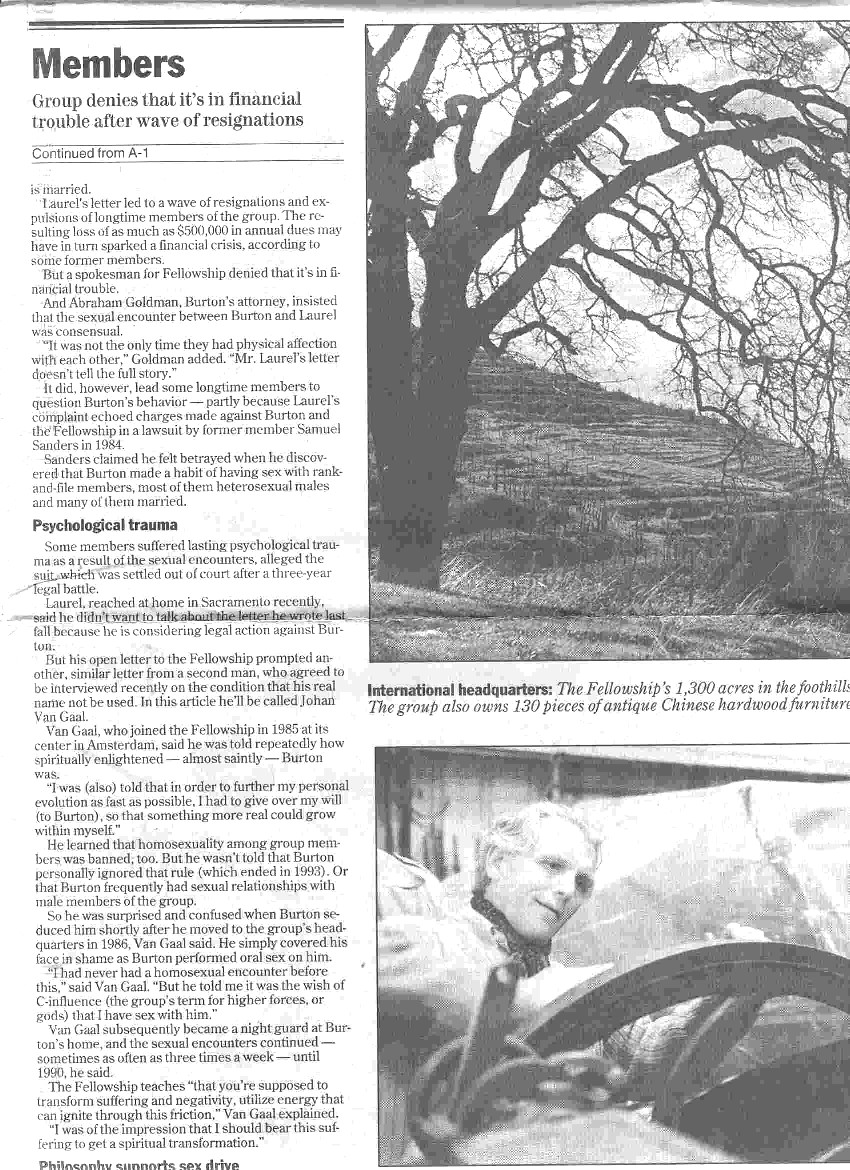 Members
Group denies that it's in financial
trouble after wave of resignations
Continued from A-1
is married.
Laurel's letter led to a wave of resignations and ex-
pulsions of longtime members of the group. The re-
sulting loss of as much as $500,000 in annual dues may
have in turn sparked a financial crisis, according to
some former members.
But a spokesman for Fellowship denied that it's in fi-
nancial trouble.
And Abraham Goldman, Burton's attorney, insisted
that the sexual encounter between Burton and Laurel
was consensual.
"It was not the only time they had physical affection
with each other," Goldman added. "Mr. Laurel's letter
doesn't tell the full story."
It did, however, lead some longtime members to
question Burton's behavior — partly because Laurel's
complaint echoed charges made against Burton and
the Fellowship in a lawsuit by former member Samuel
Sanders in 1984.
Sanders claimed he felt betrayed when he discov-
ered that Burton made a habit of having sex with rank-
and-file members, most of them heterosexual males
and many of them married.
Psychological trauma
Some members suffered lasting psychological trau-
ma as a result of the sexual encounters, alleged the
suit, which was settled out of court after a three-year
legal battle.
Laurel, reached at home in Sacramento recently,
said he didn't want to talk about the letter he wrote last
fall because he is considering legal action against Bur-
ton.
But his open letter to the Fellowship prompted an-
other, similar letter from a second man, who agreed to
be interviewed recently on the condition that his real
name not be used. In this article he'll be called Johan
Van Gaal.
Van Gaal, who joined the Fellowship in 1985 at its
center in Amsterdam, said he was told repeatedly how
spiritually enlightened — almost saintly — Burton
was.
"I was (also) told that in order to further my personal
evolution as fast as possible, I had to give over my will
(to Burton), so that something more real could grow
within myself."
He learned that homosexuality among group mem-
bers was banned, too. But he wasn't told that Burton
personally ignored that rule (which ended in 1993). Or
that Burton frequently had sexual relationships with
male members of the group.
So he was surprised and confused when Burton se-
duced him shortly after he moved to the group's head-
quarters in 1986, Van Gaal said. He simply covered his
face in shame as Burton performed oral sex on him.
"I had never had a homosexual encounter before
this," said Van Gaal. "But he told me it was the wish of
C-influence (the group's term for higher forces, or
gods) that I have sex with him."
Van Gaal subsequently became a night guard at Bur-
ton's home, and the sexual encounters continued —
sometimes as often as three times a week — until
1990, he said.
The Fellowship teaches "that you're supposed to
transform suffering and negativity, utilize energy that
can ignite through this friction," Van Gaal explained.
"I was of the impression that I should bear this suf-
fering to get a spiritual transformation."
Philosophy supports sex drive
International headquarters: The Fellowship's 1,300 acres in the foothills
The group also owns 130 pieces of antique Chinese hardwood furniture